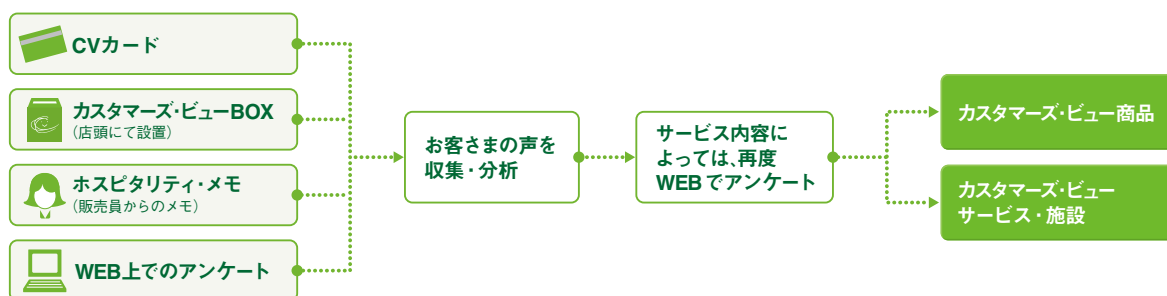 CVカード
カスタマーズ・ビューBOX
（店頭にて設置）
ホスピタリティ・メモ
（販売員からのメモ）
WEB上でのアンケート
お客さまの声を
収集・分析
サービス内容に
よっては、再度
WEBでアンケート
カスタマーズ・ビュー商品
カスタマーズ・ビュー
サービス・施設